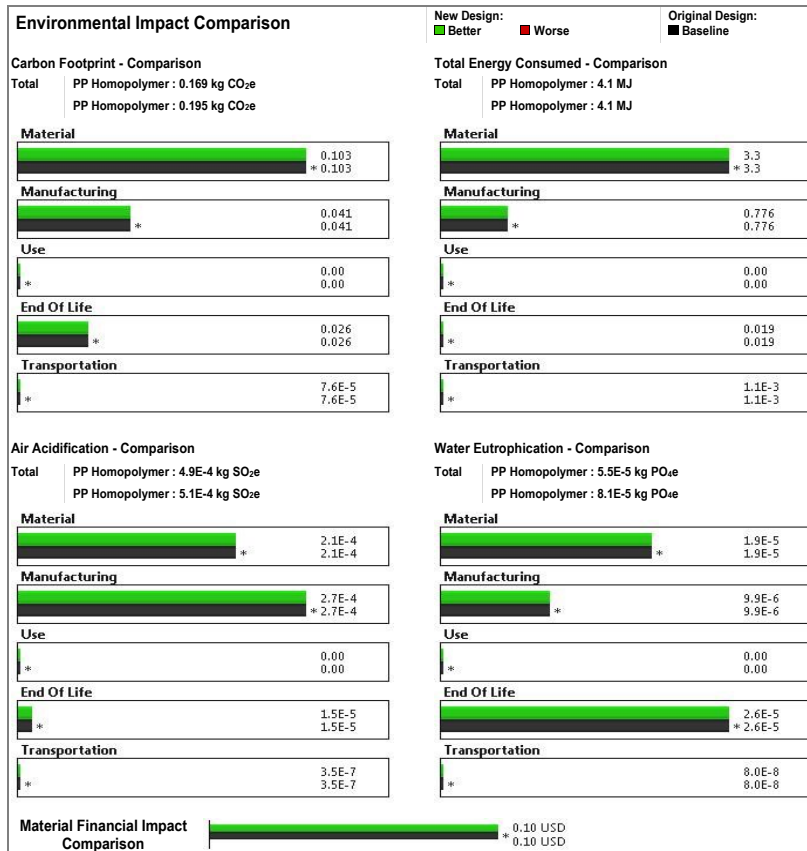 Environmental Impact Comparison
New Design:
Better
Worse
Original Design:
Baseline
Carbon Footprint - Comparison
Total
PP Homopolymer : 0.169 kg CO2e
PP Homopolymer : 0.195 kg CO2e
Material
0.103
* 0.103
Manufacturing
0.041
* 0.041
Use
0.00
* 0.00
End Of Life
0.026
* 0.026
Transportation
7.6E-5
* 7.6E-5
Total Energy Consumed - Comparison
Total
PP Homopolymer : 4.1 MJ
PP Homopolymer : 4.1 MJ
Material
3.3
* 3.3
Manufacturing
0.776
* 0.776
Use
0.00
* 0.00
End Of Life
0.019
* 0.019
Transportation
1.1E-3
* 1.1E-3
Air Acidification - Comparison
Total
PP Homopolymer : 4.9E-4 kg SO2e
PP Homopolymer : 5.1E-4 kg SO2e
Material
2.1E-4
* 2.1E-4
Manufacturing
2.7E-4
* 2.7E-4
Use
0.00
* 0.00
End Of Life
1.5E-5
* 1.5E-5
Transportation
3.5E-7
* 3.5E-7
Water Eutrophication - Comparison
Total
PP Homopolymer : 5.5E-5 kg PO4e
PP Homopolymer : 8.1E-5 kg PO4e
Material
1.9E-5
* 1.9E-5
Manufacturing
9.9E-6
* 9.9E-6
Use
0.00
* 0.00
End Of Life
2.6E-5
* 2.6E-5
Transportation
8.0E-8
* 8.0E-8
Material Financial Impact
Comparison
0.10 USD
* 0.10 USD